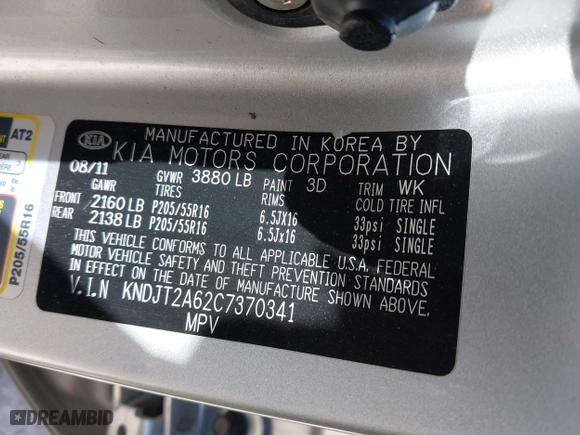 MANUFACTURED IN KOREA BY
KIA KIA MOTORS CORPORATION
08/11 GVWR 3880 LB PAINT 3D TRIM WK
GAWR TIRES RIMS COLD TIRE INFL
FRONT 2160 LB P205/55R16 6.5JX16 33psi SINGLE
REAR 2138 LB P205/55R16 6.5Jx16 33psi SINGLE
THIS VEHICLE CONFORMS TO ALL APPLICABLE U.S.A. FEDERAL
MOTOR VEHICLE SAFETY AND THEFT PREVENTION STANDARDS
IN EFFECT ON THE DATE OF MANUFACTURE SHOWN ABOVE.
V.I.N KNDJT2A62C7370341
MPV
AT2
P205/55R16
DREAMBID